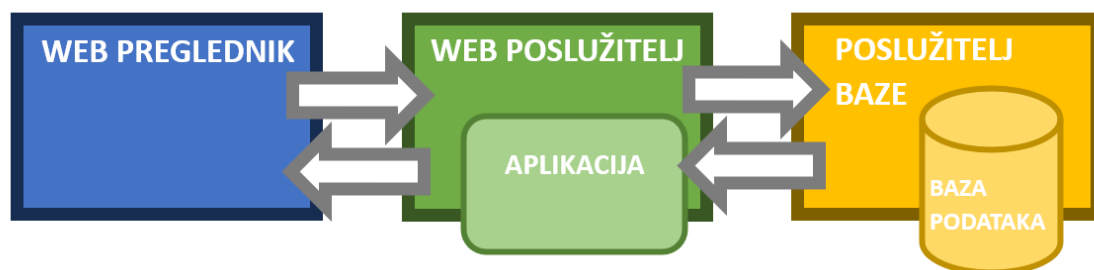 WEB PREGLEDNIK
WEB POSLUŽITELJ
APLIKACIJA
POSLUŽITELJ
BAZE
BAZA
PODATAKA